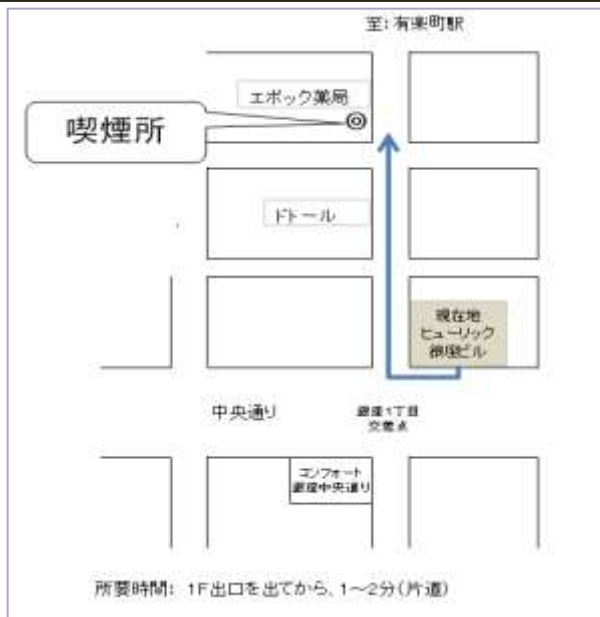 至: 有楽町駅
エポック薬局
喫煙所
ドトール
現在地
ヒューリック
銀座ビル
中央通り
銀座1丁目
交差点
コンフォート
銀座中央通り
所要時間: 1F出口を出てから、1～2分(片道)